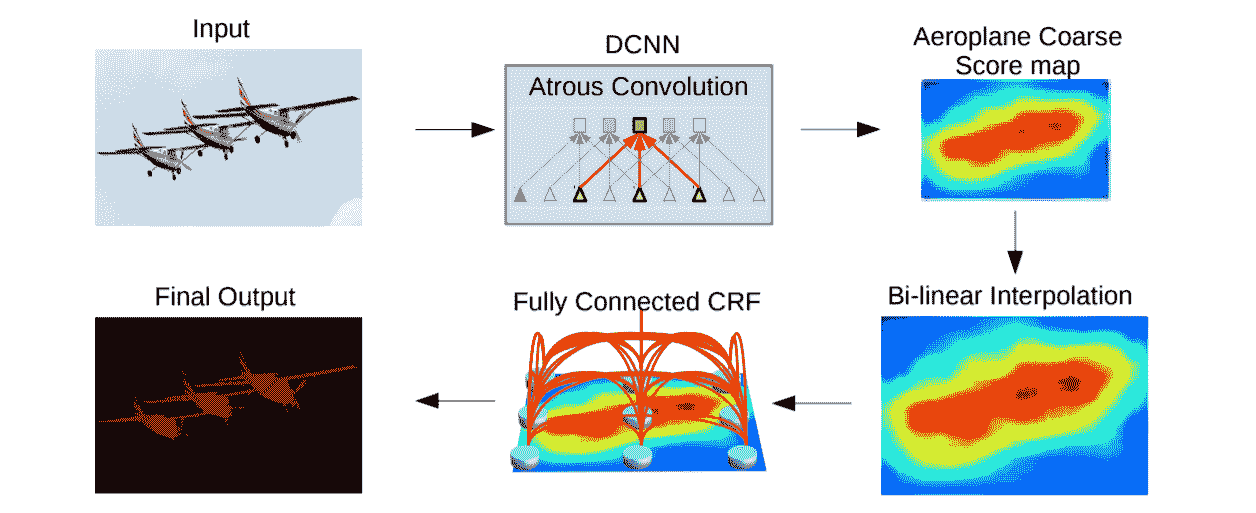 Input
DCNN
Atrous Convolution
Aeroplane Coarse
Score map
Final Output
Fully Connected CRF
Bi-linear Interpolation